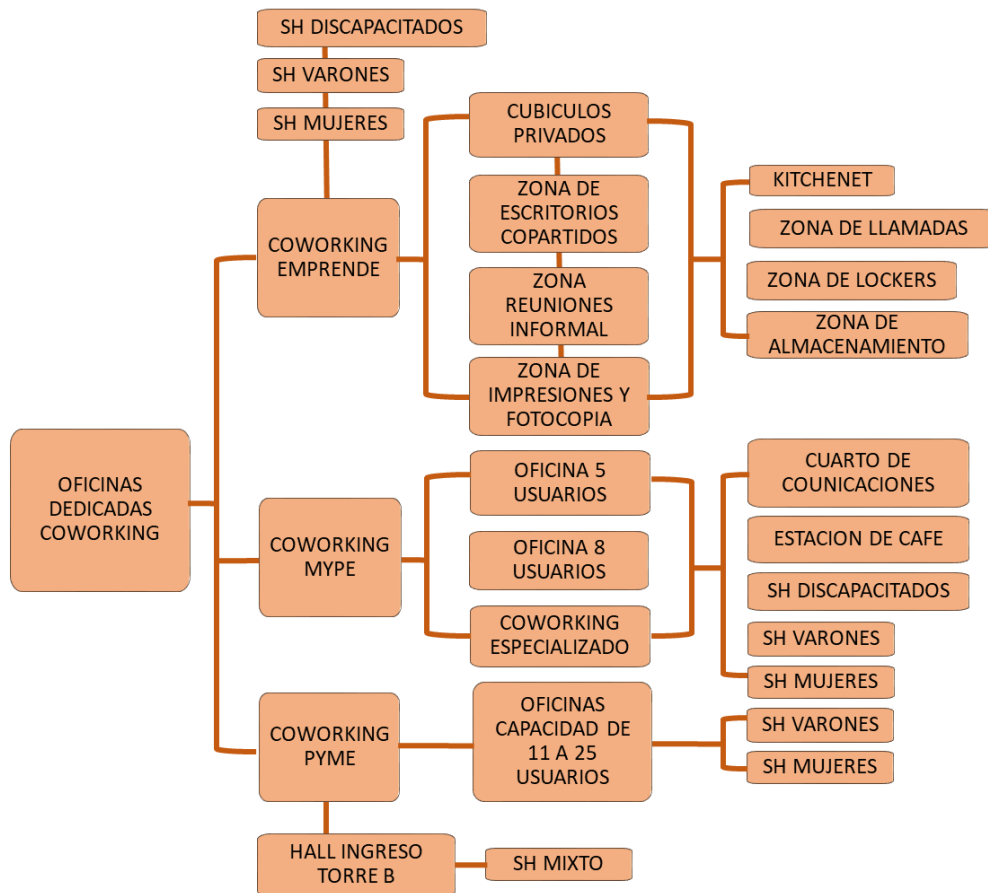 SH DISCAPACITADOS
SH VARONES
SH MUJERES
COWORKING
EMPRENDE
CUBICULOS
PRIVADOS
ZONA DE
ESCRITORIOS
COPARTIDOS
ZONA
REUNIONES
INFORMAL
ZONA DE
IMPRESIONES Y
FOTOCOPIA
KITCHENET
ZONA DE LLAMADAS
ZONA DE LOCKERS
ZONA DE
ALMACENAMIENTO
OFICINAS
DEDICADAS
COWORKING
COWORKING
MYPE
OFICINA 5
USUARIOS
OFICINA 8
USUARIOS
COWORKING
ESPECIALIZADO
CUARTO DE
COUNICACIONES
ESTACION DE CAFE
SH DISCAPACITADOS
SH VARONES
SH MUJERES
COWORKING
PYME
OFICINAS
CAPACIDAD DE
11 A 25
USUARIOS
SH VARONES
SH MUJERES
HALL INGRESO
TORRE B
SH MIXTO